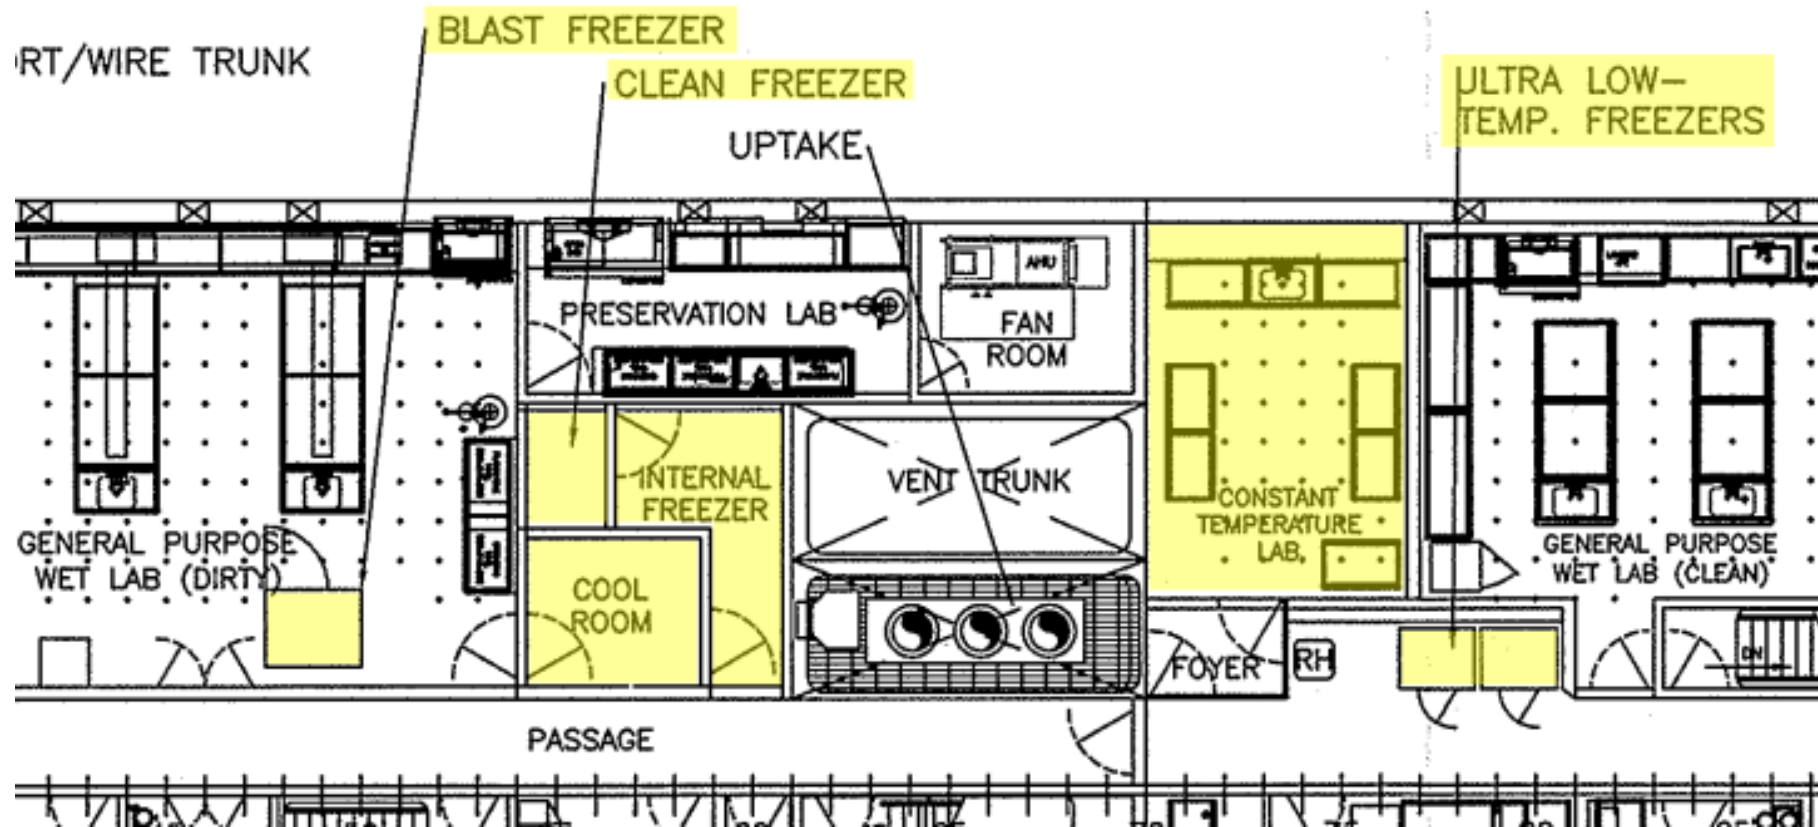 BLAST FREEZER
RT/WIRE TRUNK
CLEAN FREEZER
ULTRA LOW-
TEMP. FREEZERS
UPTAKE
AHU
PRESERVATION LAB
FAN
ROOM
INTERNAL
FREEZER
VENT TRUNK
CONSTANT
TEMPERATURE
LAB.
GENERAL PURPOSE
WET LAB (DIRTY)
GENERAL PURPOSE
WET LAB (CLEAN)
COOL
ROOM
FOYER
RH
DN
PASSAGE